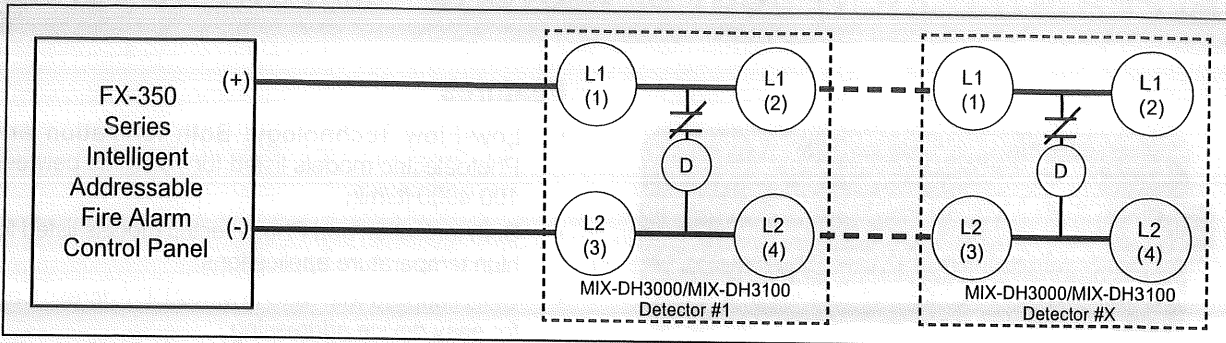 FX-350
Series
Intelligent
Addressable
Fire Alarm
Control Panel
(+)
(-)
L1
(1)
L1
(2)
D
L2
(3)
L2
(4)
MIX-DH3000/MIX-DH3100
Detector #1
L1
(1)
L1
(2)
D
L2
(3)
L2
(4)
MIX-DH3000/MIX-DH3100
Detector #X